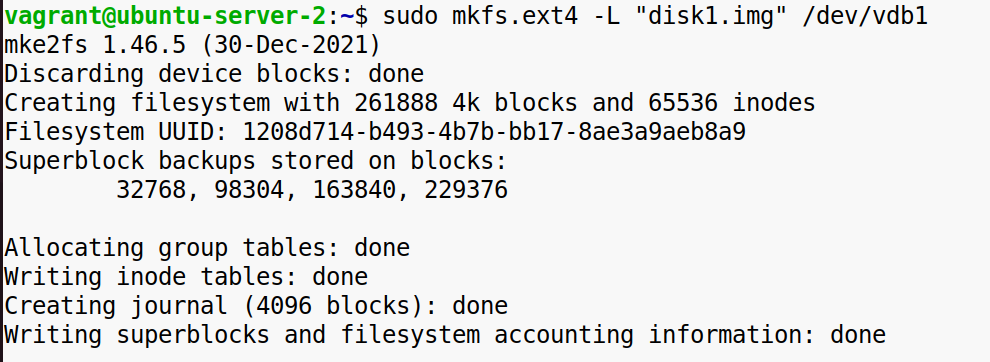 vagrant@ubuntu-server-2:~$ sudo mkfs.ext4 -L "disk1.img" /dev/vdb1
mke2fs 1.46.5 (30-Dec-2021)
Discarding device blocks: done
Creating filesystem with 261888 4k blocks and 65536 inodes
Filesystem UUID: 1208d714-b493-4b7b-bb17-8ae3a9aeb8a9
Superblock backups stored on blocks:
        32768, 98304, 163840, 229376

Allocating group tables: done
Writing inode tables: done
Creating journal (4096 blocks): done
Writing superblocks and filesystem accounting information: done